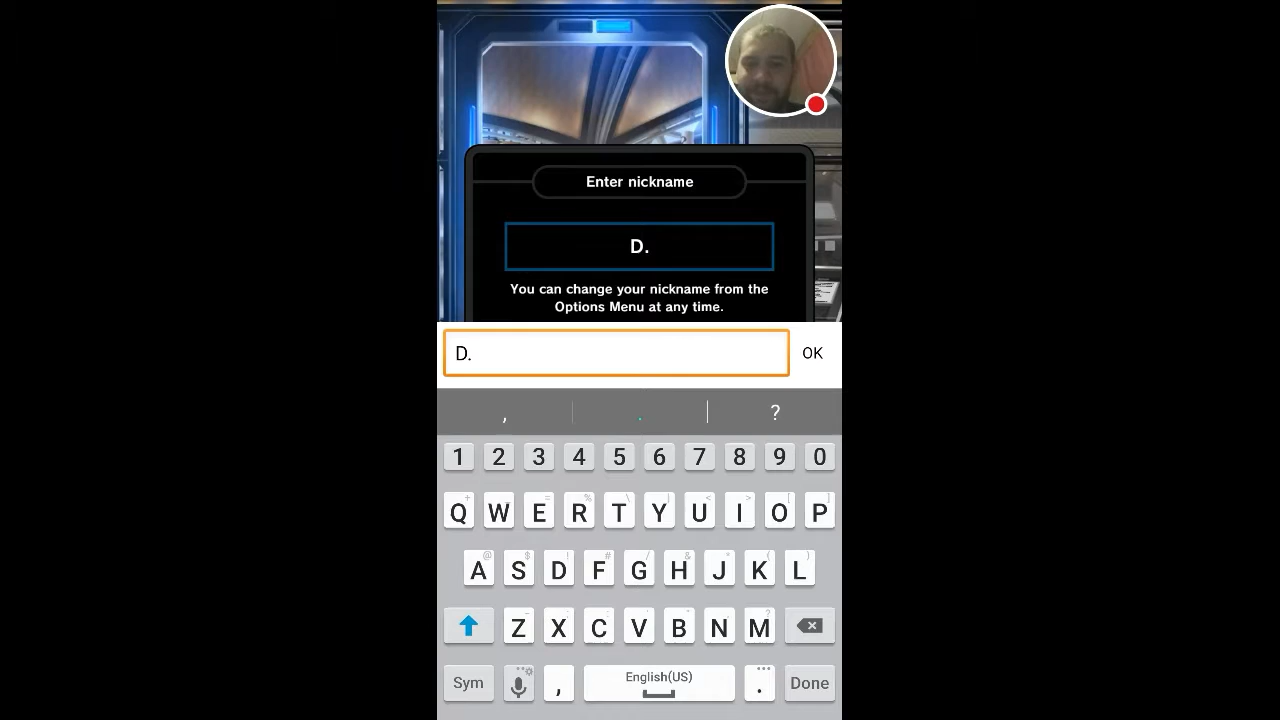 Enter nickname
D.
You can change your nickname from the
Options Menu at any time.
D.
OK
, . ?
1 2 3 4 5 6 7 8 9 0
Q W E R T Y U I O P
A S D F G H J K L
Z X C V B N M
Sym , English(US) . Done